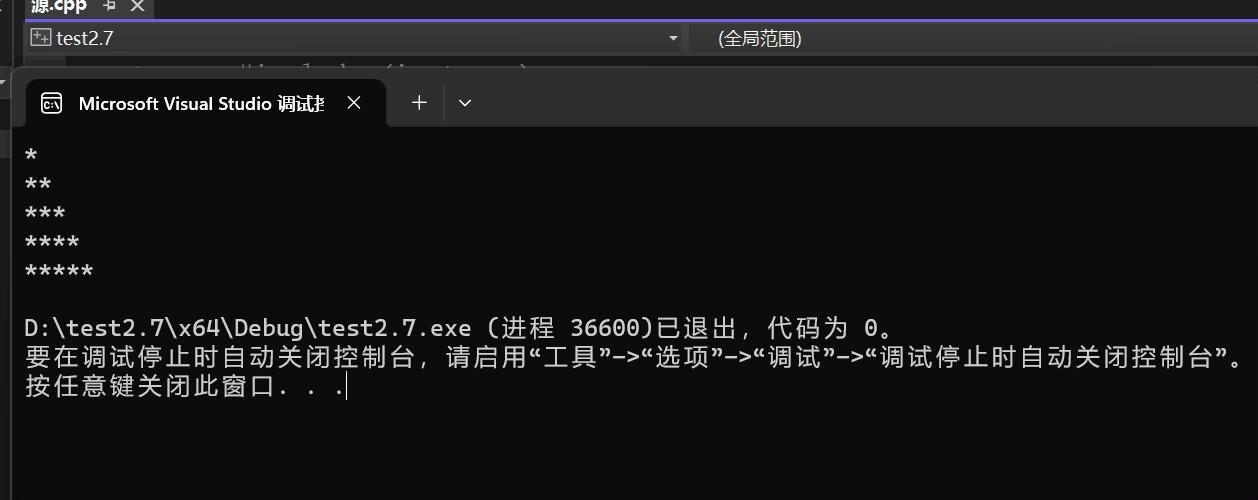 源.cpp
test2.7
(全局范围)
Microsoft Visual Studio 调试
*
**
***
****
*****
D:\test2.7\x64\Debug\test2.7.exe (进程 36600)已退出，代码为 0。
要在调试停止时自动关闭控制台，请启用“工具”->“选项”->“调试”->“调试停止时自动关闭控制台”。
按任意键关闭此窗口. . .